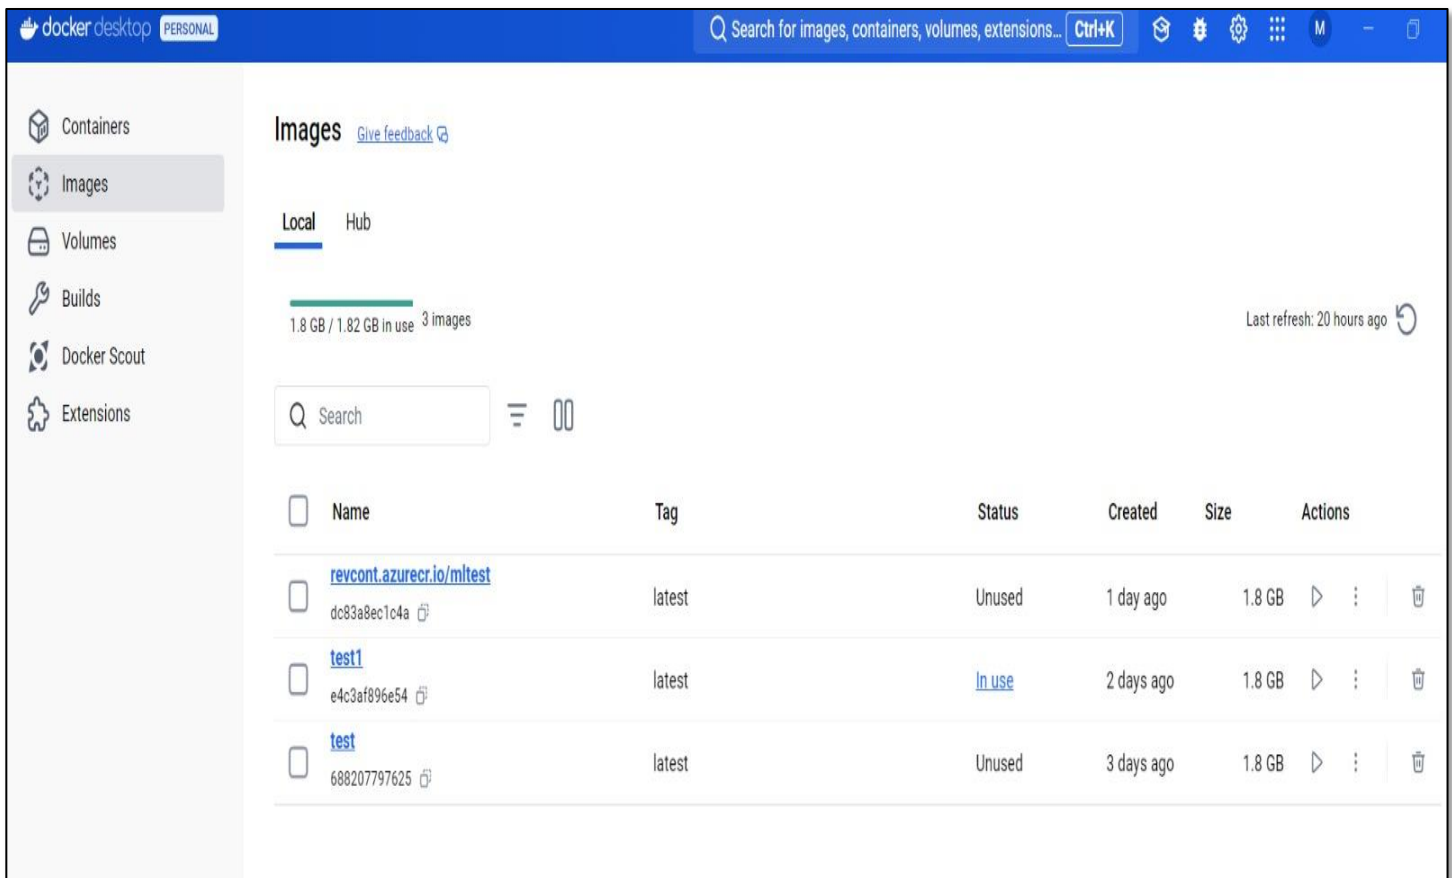 docker desktop PERSONAL
Search for images, containers, volumes, extensions... Ctrl+K
M
Containers
Images
Volumes
Builds
Docker Scout
Extensions
Images Give feedback
Local Hub
1.8 GB / 1.82 GB in use 3 images
Last refresh: 20 hours ago
Search
Name Tag Status Created Size Actions
revcont.azurecr.io/mltest
dc83a8ec1c4a
latest Unused 1 day ago 1.8 GB
test1
e4c3af896e54
latest In use 2 days ago 1.8 GB
test
688207797625
latest Unused 3 days ago 1.8 GB